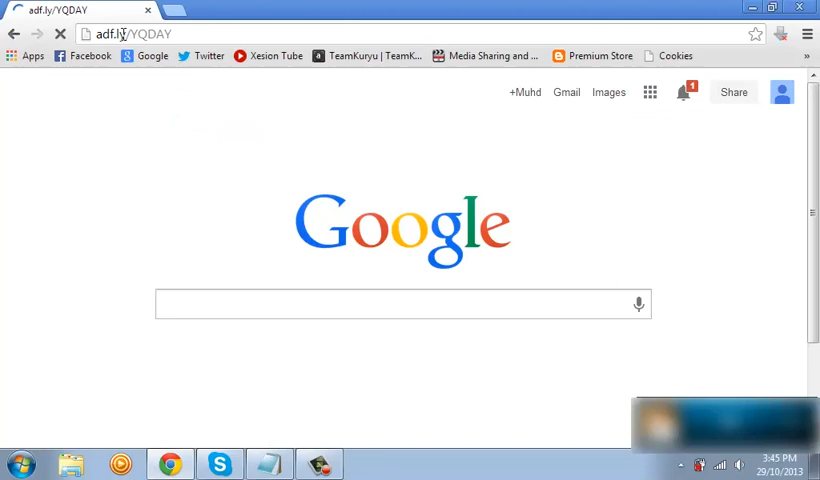 adf.ly/YQDAY
adf.ly/YQDAY
Apps Facebook Google Twitter Xesion Tube TeamKuryu | TeamK... Media Sharing and ... Premium Store Cookies »
+Muhd Gmail Images 1 Share
Google
3:45 PM
29/10/2013